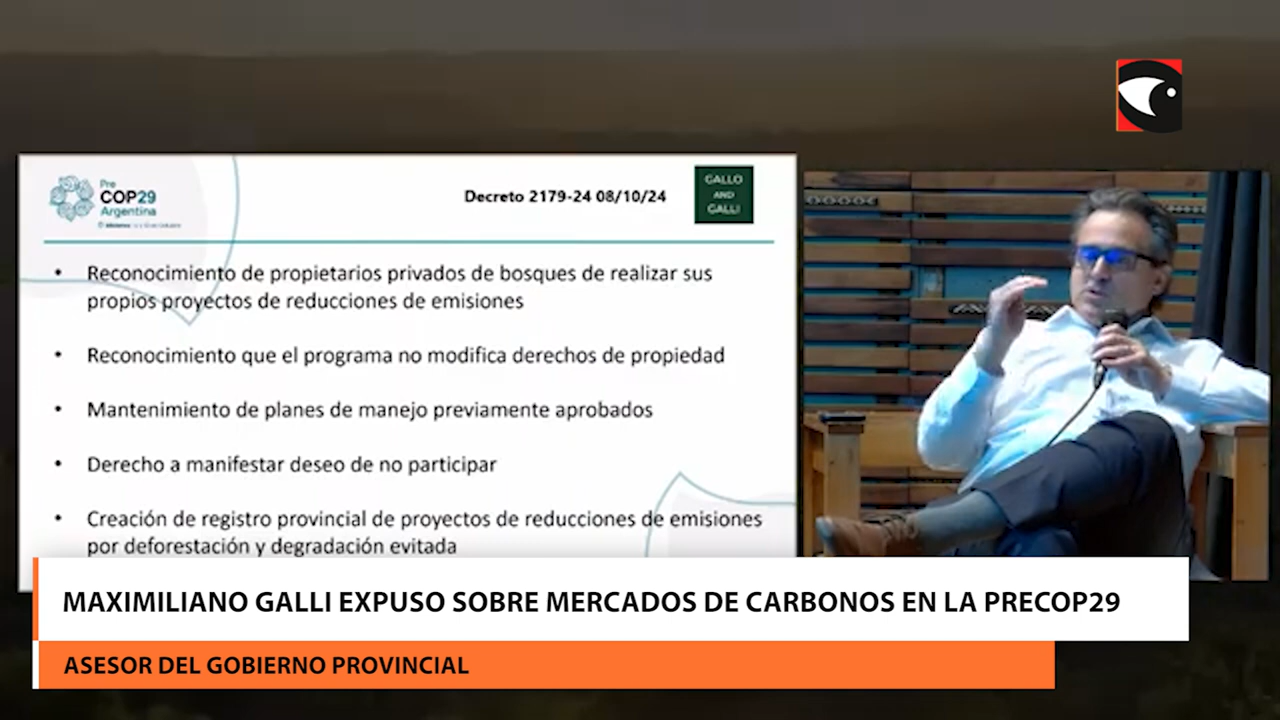 Pre
COP29
Argentina
Decreto 2179-24 08/10/24
GALLO
AND
GALLI
• Reconocimiento de propietarios privados de bosques de realizar sus
propios proyectos de reducciones de emisiones
• Reconocimiento que el programa no modifica derechos de propiedad
• Mantenimiento de planes de manejo previamente aprobados
• Derecho a manifestar deseo de no participar
• Creación de registro provincial de proyectos de reducciones de emisiones
por deforestación y degradación evitada
MAXIMILIANO GALLI EXPUSO SOBRE MERCADOS DE CARBONOS EN LA PRECOP29
ASESOR DEL GOBIERNO PROVINCIAL